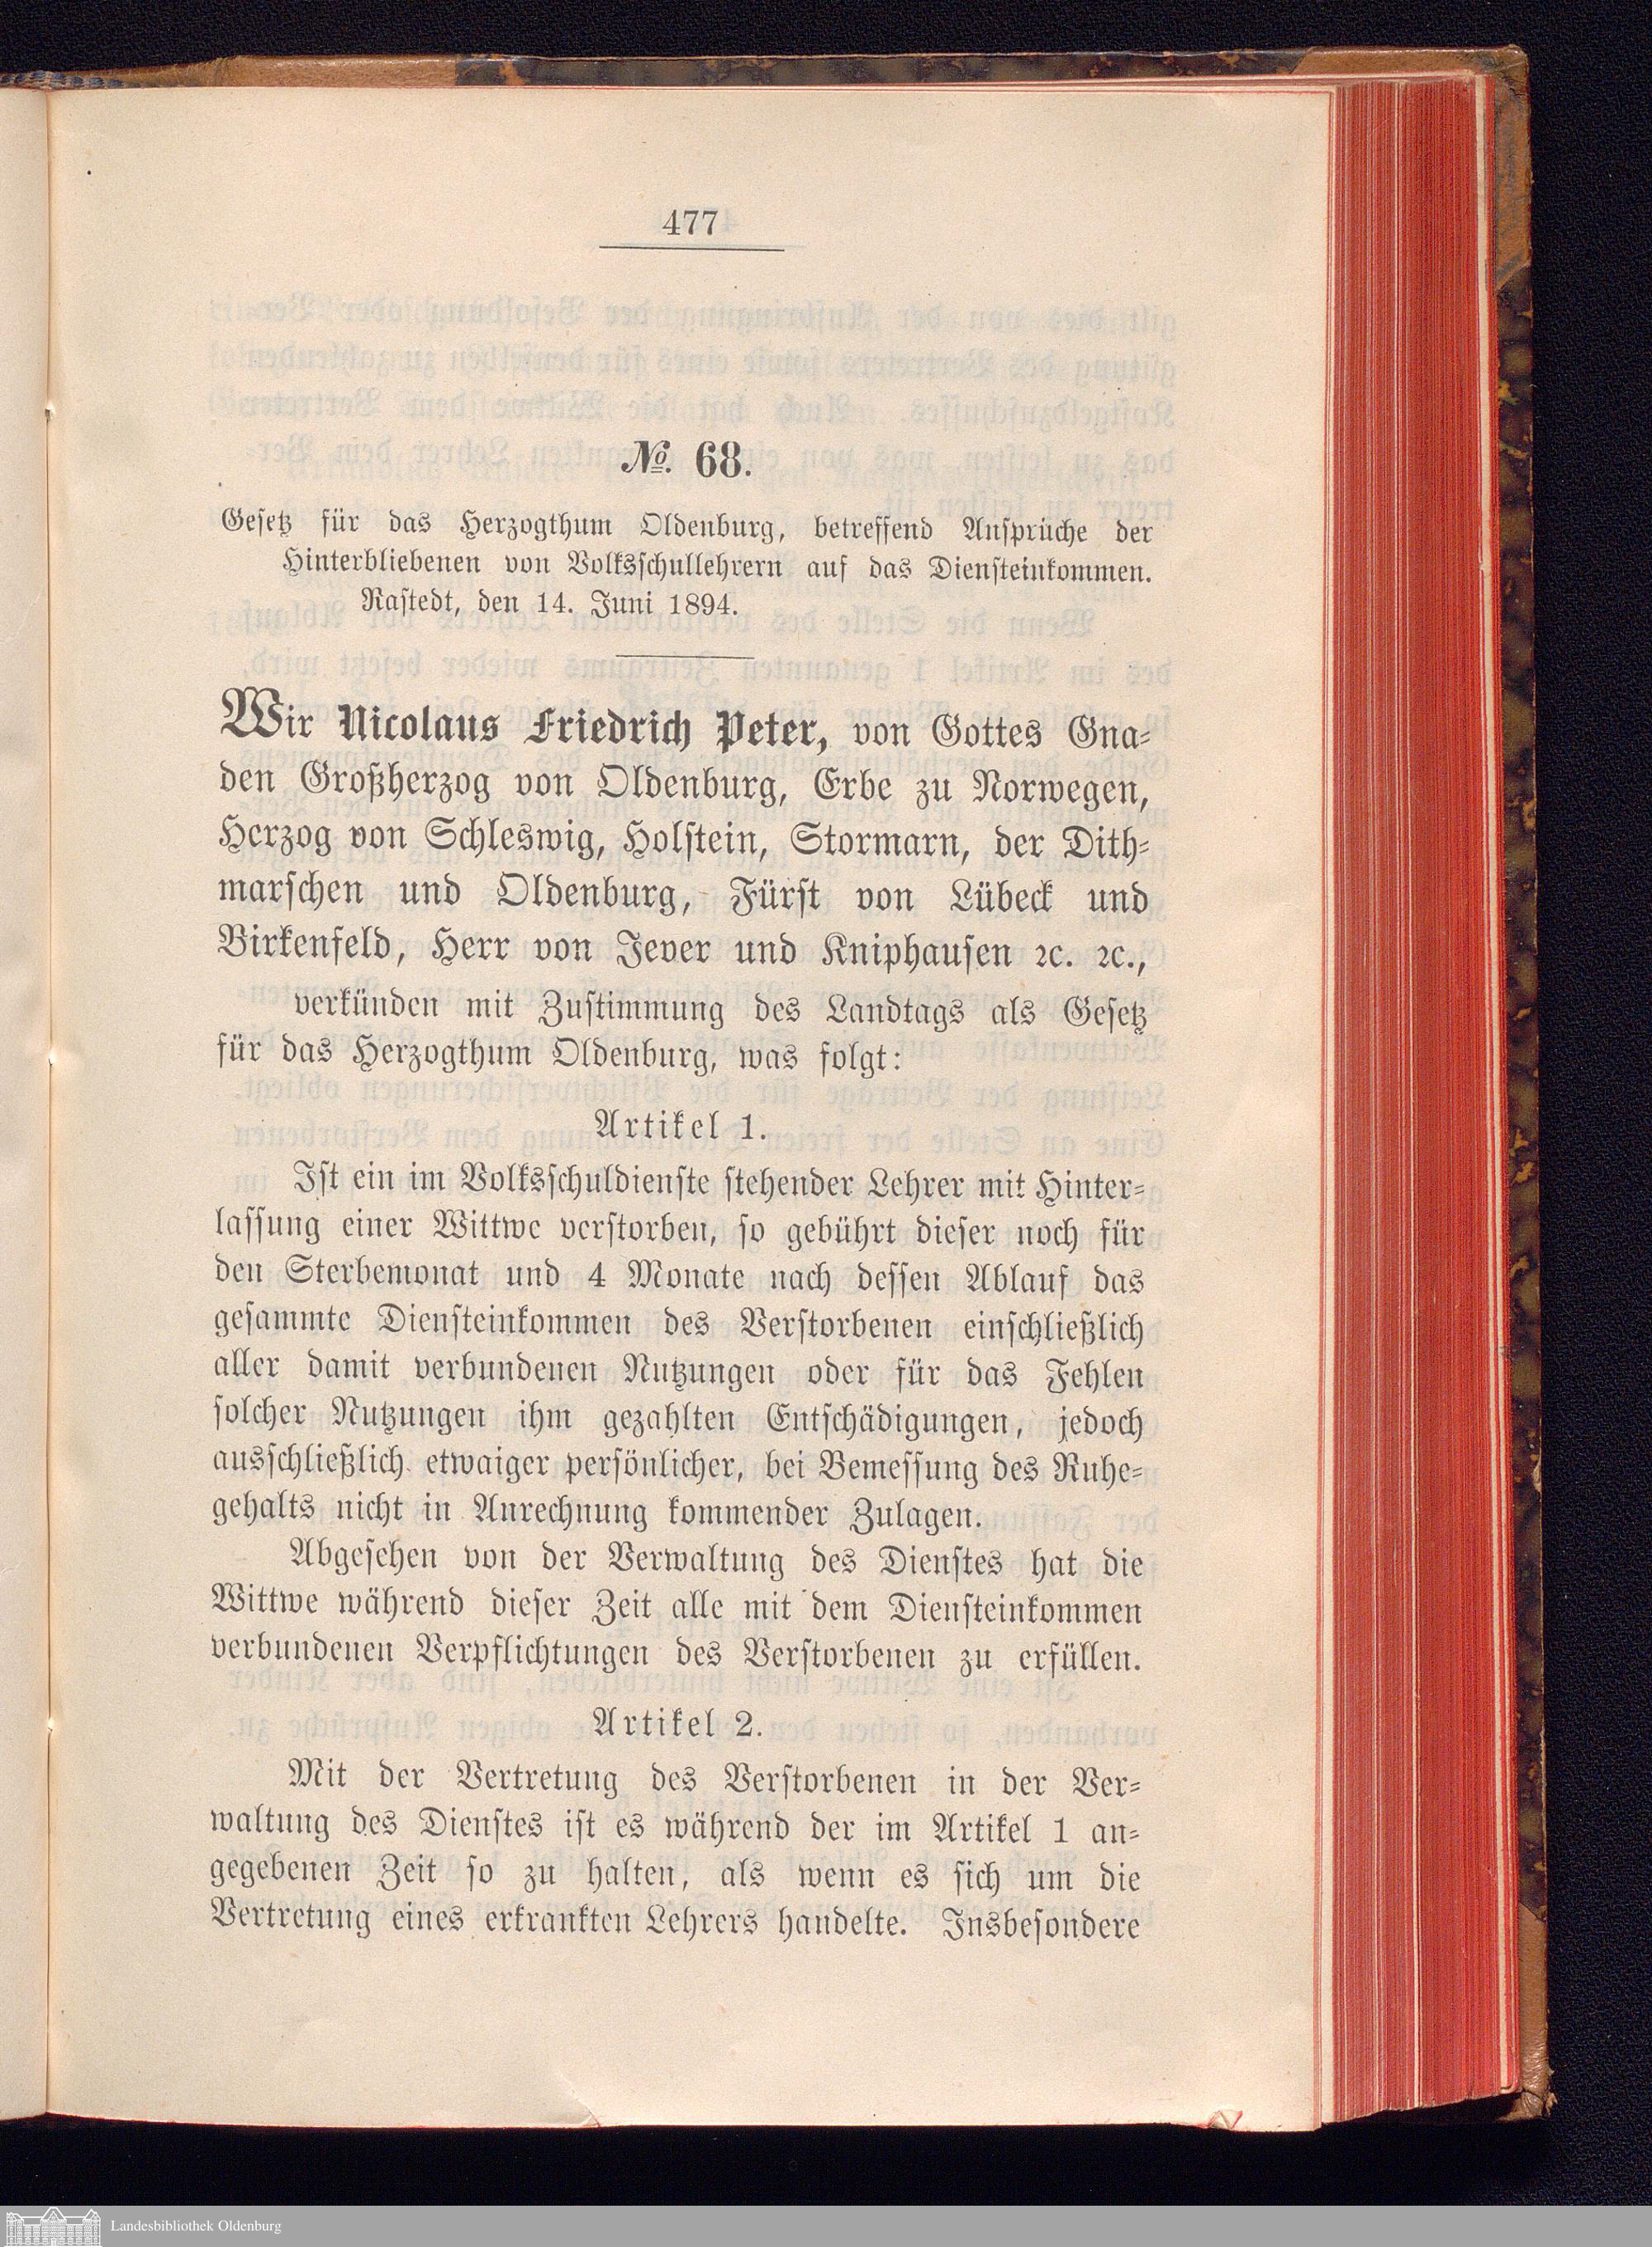 477
No. 68.
Gesetz für das Herzogthum Oldenburg, betreffend Ansprüche der
Hinterbliebenen von Volksschullehrern auf das Diensteinkommen.
Rastedt, den 14. Juni 1894.
Wir Nicolaus Friedrich Peter, von Gottes Gna-
den Großherzog von Oldenburg, Erbe zu Norwegen,
Herzog von Schleswig, Holstein, Stormarn, der Dith-
marschen und Oldenburg, Fürst von Lübeck und
Birkenfeld, Herr von Jever und Kniphausen ꝛc. ꝛc.,
verkünden mit Zustimmung des Landtags als Gesetz
für das Herzogthum Oldenburg, was folgt:
Artikel 1.
Ist ein im Volksschuldienste stehender Lehrer mit Hinter-
lassung einer Wittwe verstorben, so gebührt dieser noch für
den Sterbemonat und 4 Monate nach dessen Ablauf das
gesammte Diensteinkommen des Verstorbenen einschließlich
aller damit verbundenen Nutzungen oder für das Fehlen
solcher Nutzungen ihm gezahlten Entschädigungen, jedoch
ausschließlich etwaiger persönlicher, bei Bemessung des Ruhe-
gehalts nicht in Anrechnung kommender Zulagen.
Abgesehen von der Verwaltung des Dienstes hat die
Wittwe während dieser Zeit alle mit dem Diensteinkommen
verbundenen Verpflichtungen des Verstorbenen zu erfüllen.
Artikel 2.
Mit der Vertretung des Verstorbenen in der Ver-
waltung des Dienstes ist es während der im Artikel 1 an-
gegebenen Zeit so zu halten, als wenn es sich um die
Vertretung eines erkrankten Lehrers handelte. Insbesondere
Landesbibliothek Oldenburg